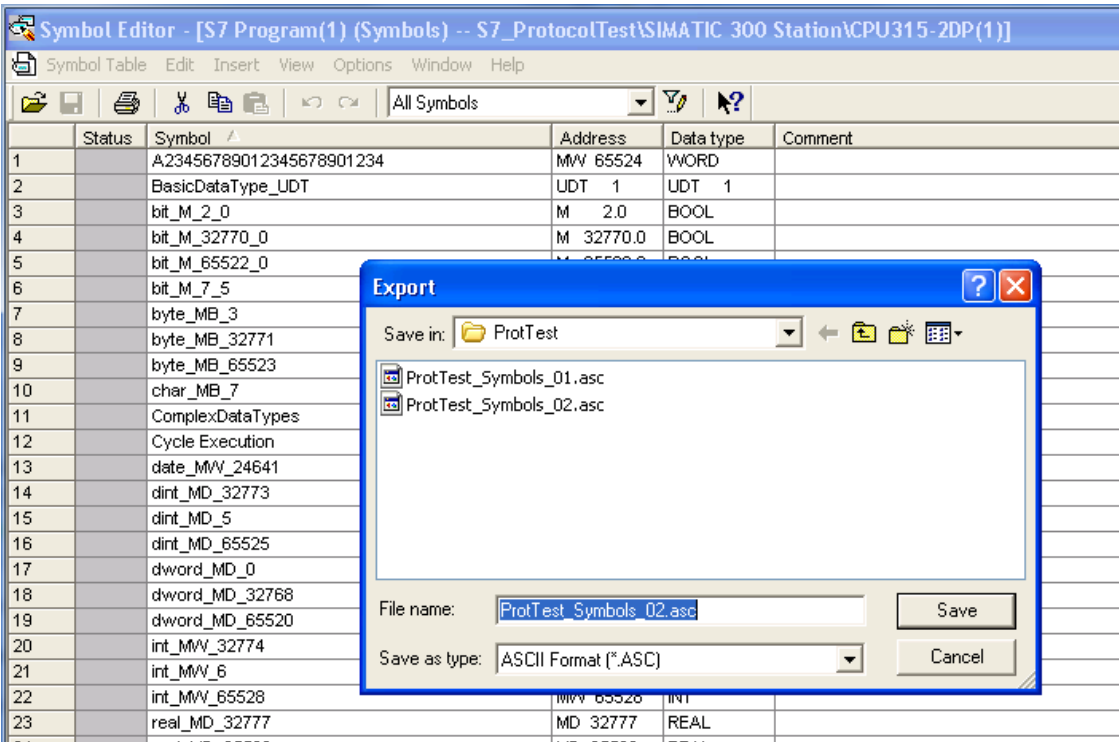 Symbol Editor - [S7 Program(1) (Symbols) -- S7_ProtocolTest\SIMATIC 300 Station\CPU315-2DP(1)]
Symbol Table Edit Insert View Options Window Help
All Symbols
Status Symbol Address Data type Comment
1 A23456789012345678901234 MW 65524 WORD
2 BasicDataType_UDT UDT 1 UDT 1
3 bit_M_2_0 M 2.0 BOOL
4 bit_M_32770_0 M 32770.0 BOOL
5 bit_M_65522_0
6 bit_M_7_5
7 byte_MB_3
8 byte_MB_32771
9 byte_MB_65523
10 char_MB_7
11 ComplexDataTypes
12 Cycle Execution
13 date_MW_24641
14 dint_MD_32773
15 dint_MD_5
16 dint_MD_65525
17 dword_MD_0
18 dword_MD_32768
19 dword_MD_65520
20 int_MW_32774
21 int_MW_6
22 int_MW_65528 MW 65528 INT
23 real_MD_32777 MD 32777 REAL
Export
Save in: ProtTest
ProtTest_Symbols_01.asc
ProtTest_Symbols_02.asc
File name: ProtTest_Symbols_02.asc Save
Save as type: ASCII Format (*.ASC) Cancel